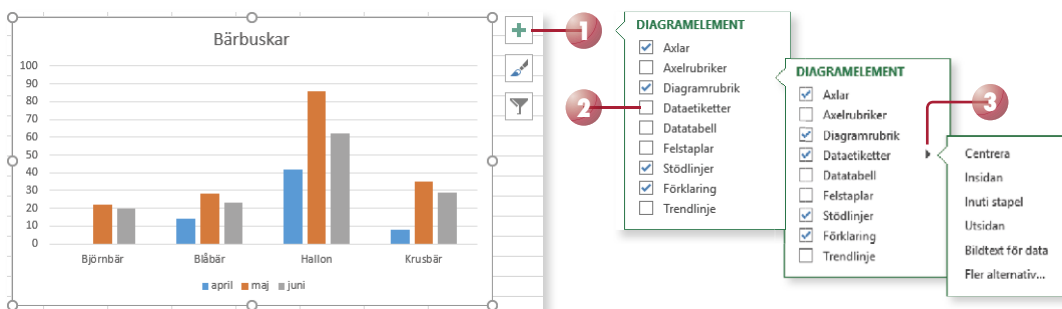 Bärbuskar
100
90
80
70
60
50
40
30
20
10
0
Björnbär Blåbär Hallon Krusbär
april maj juni
1
DIAGRAMELEMENT
Axlar
Axelrubriker
Diagramrubrik
2
Dataetiketter
Datatabell
Felstaplar
Stödlinjer
Förklaring
Trendlinje
DIAGRAMELEMENT
Axlar
Axelrubriker
Diagramrubrik
Dataetiketter
Datatabell
Felstaplar
Stödlinjer
Förklaring
Trendlinje
3
Centrera
Insidan
Inuti stapel
Utsidan
Bildtext för data
Fler alternativ...